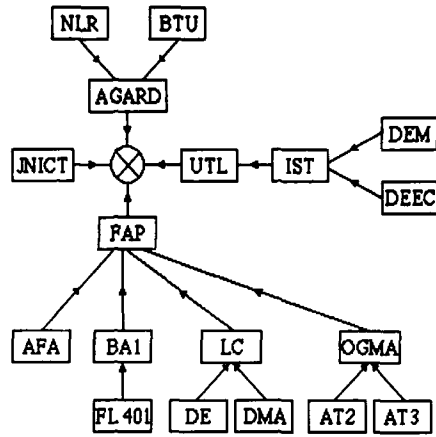 NLR BTU
AGARD
JNICT UTL IST DEM
DEEC
FAP
AFA BA1 LC OGMA
FL 401 DE DMA AT2 AT3